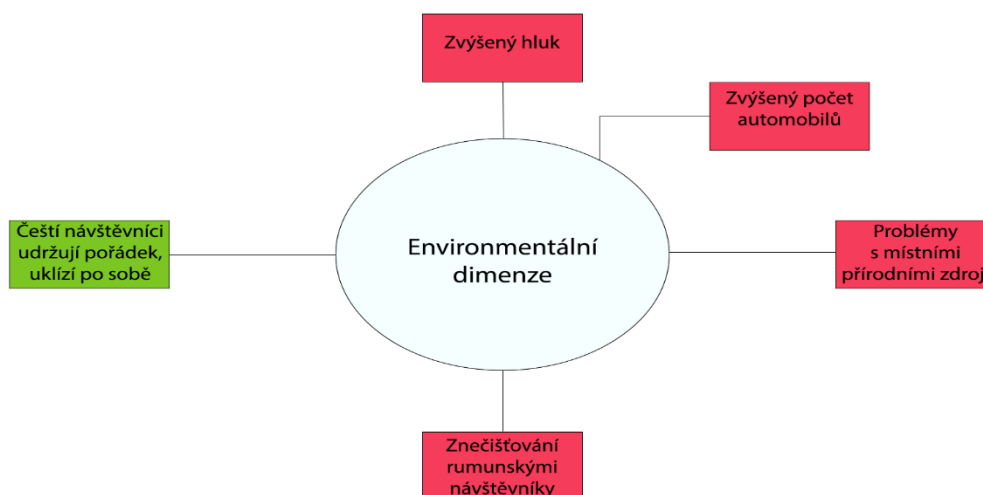 Zvýšený hluk
Zvýšený počet
automobilů
Čeští návštěvníci
udržují pořádek,
uklízí po sobě
Environmentální
dimenze
Problémy
s místními
přírodními zdroj
Znečišťování
rumunskými
návštěvníky